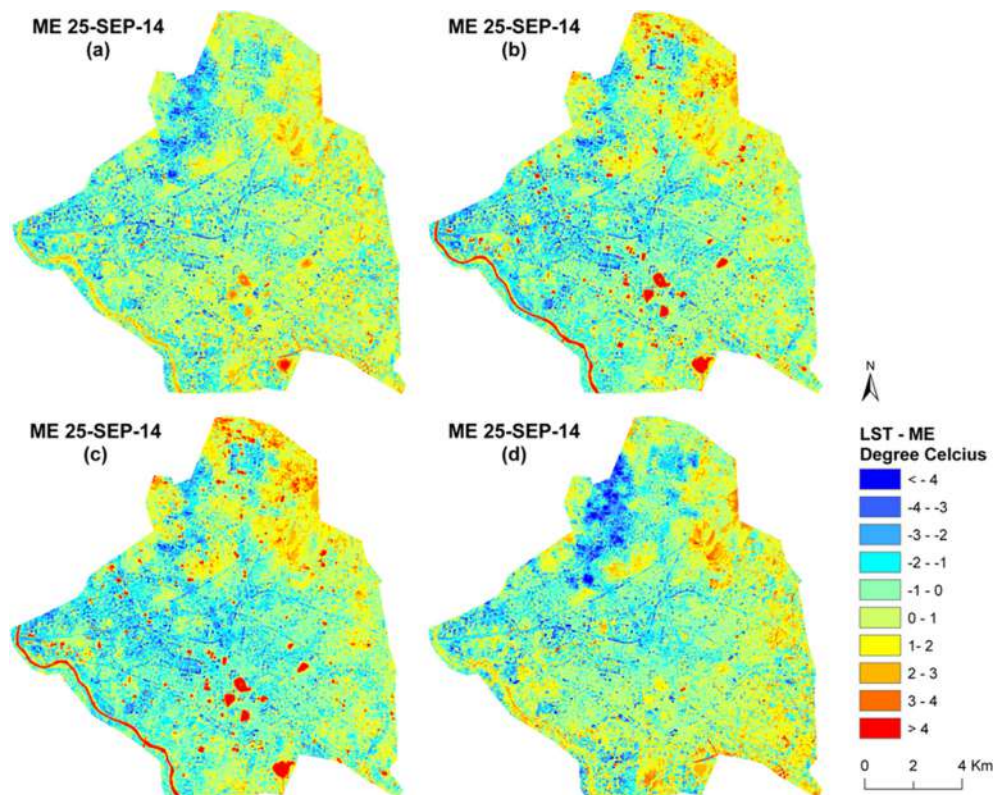 ME 25-SEP-14
(a)
ME 25-SEP-14
(b)
ME 25-SEP-14
(c)
ME 25-SEP-14
(d)
N
LST - ME
Degree Celcius
< - 4
-4 - -3
-3 - -2
-2 - -1
-1 - 0
0 - 1
1 - 2
2 - 3
3 - 4
> 4
0 2 4 Km